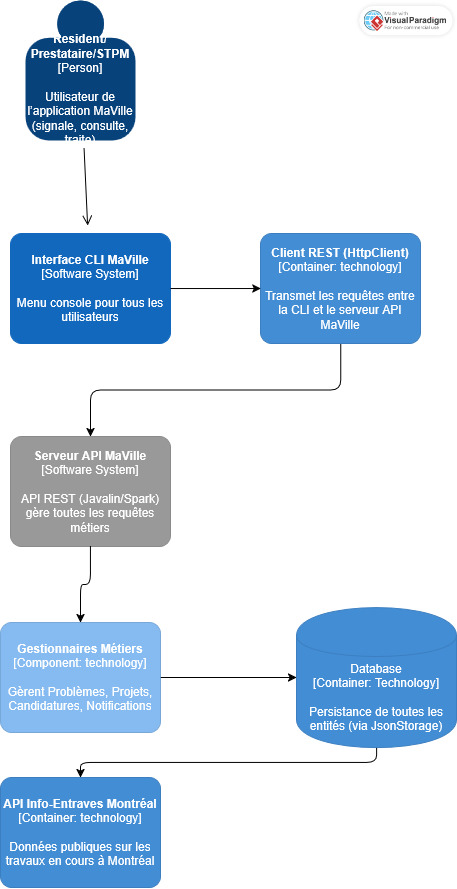 Made with
Visual Paradigm
For non-commercial use
Resident/
Prestataire/STPM
[Person]
Utilisateur de
l'application MaVille
(signale, consulte,
traite)
Interface CLI MaVille
[Software System]
Menu console pour tous les
utilisateurs
Client REST (HttpClient)
[Container: technology]
Transmet les requêtes entre
la CLI et le serveur API
MaVille
Serveur API MaVille
[Software System]
API REST (Javalin/Spark)
gère toutes les requêtes
métiers
Gestionnaires Métiers
[Component: technology]
Gérent Problèmes, Projets,
Candidatures, Notifications
Database
[Container: Technology]
Persistance de toutes les
entités (via JsonStorage)
API Info-Entraves Montréal
[Container: technology]
Données publiques sur les
travaux en cours à Montréal